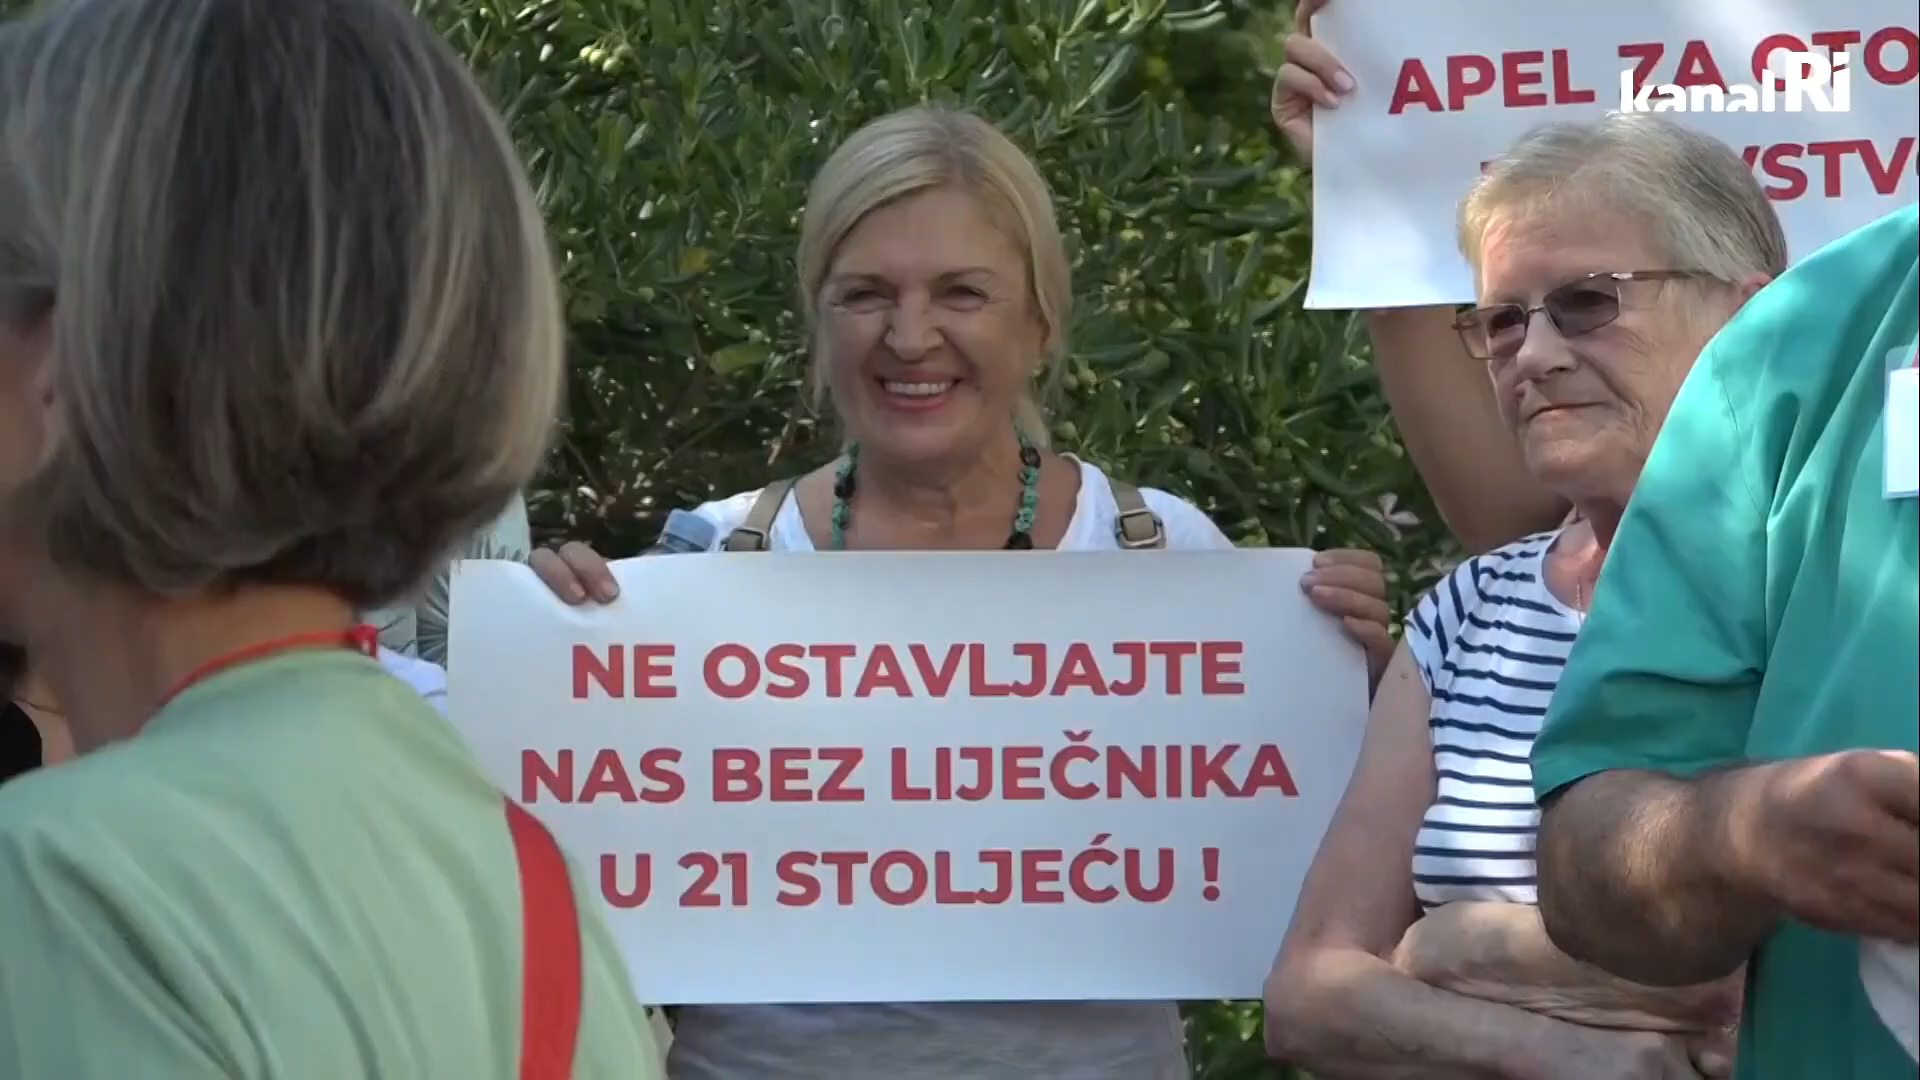 APEL ZA
kanalRi
NE OSTAVLJAJTE
NAS BEZ LIJEČNIKA
U 21 STOLJEĆU !